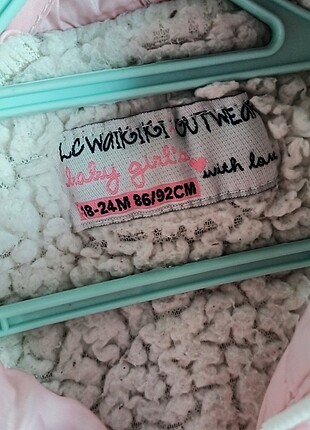 LCWAIKIKI OUTWEAR
baby girl's
with love
18-24M 86/92CM